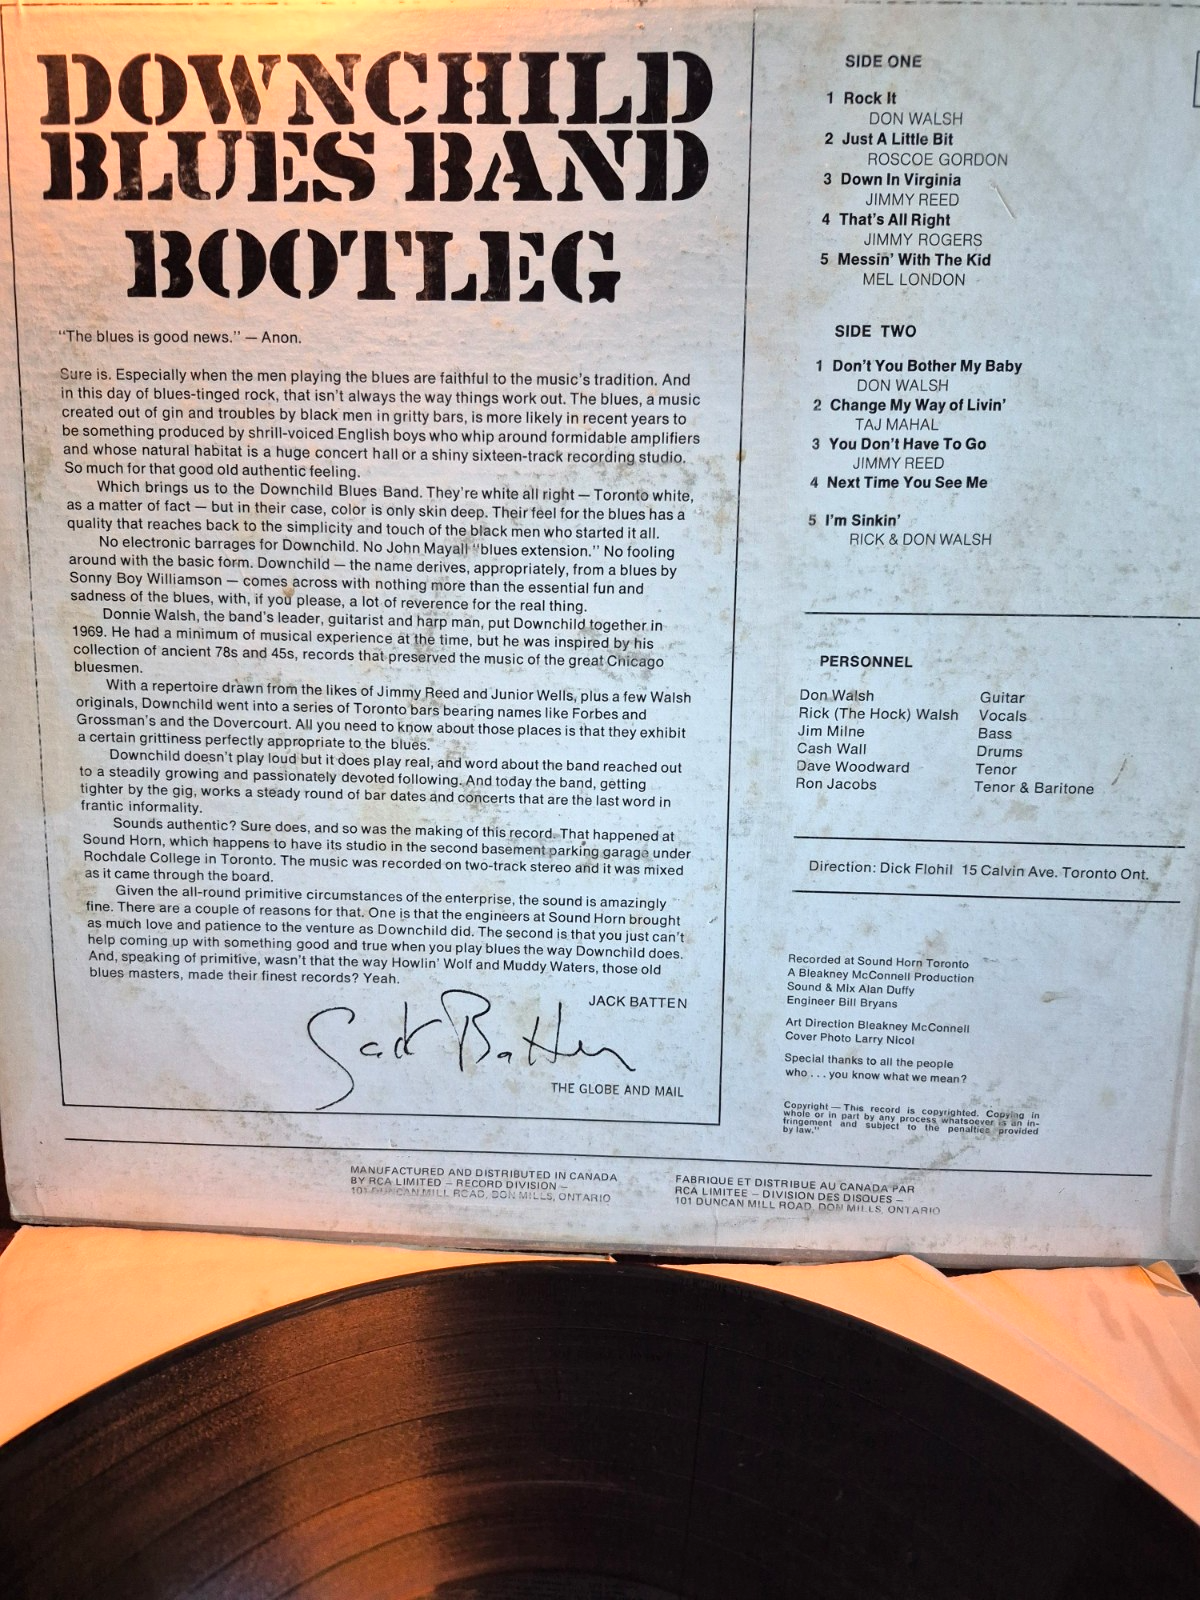 DOWNCHILD
BLUES BAND
BOOTLEG
“The blues is good news.” — Anon.
Sure is. Especially when the men playing the blues are faithful to the music’s tradition. And
in this day of blues-tinged rock, that isn’t always the way things work out. The blues, a music
created out of gin and troubles by black men in gritty bars, is more likely in recent years to
be something produced by shrill-voiced English boys who whip around formidable amplifiers
and whose natural habitat is a huge concert hall or a shiny sixteen-track recording studio.
So much for that good old authentic feeling.
Which brings us to the Downchild Blues Band. They’re white all right — Toronto white,
as a matter of fact — but in their case, color is only skin deep. Their feel for the blues has a
quality that reaches back to the simplicity and touch of the black men who started it all.
No electronic barrages for Downchild. No John Mayall “blues extension.” No fooling
around with the basic form. Downchild — the name derives, appropriately, from a blues by
Sonny Boy Williamson — comes across with nothing more than the essential fun and
sadness of the blues, with, if you please, a lot of reverence for the real thing.
Donnie Walsh, the band’s leader, guitarist and harp man, put Downchild together in
1969. He had a minimum of musical experience at the time, but he was inspired by his
collection of ancient 78s and 45s, records that preserved the music of the great Chicago
bluesmen.
With a repertoire drawn from the likes of Jimmy Reed and Junior Wells, plus a few Walsh
originals, Downchild went into a series of Toronto bars bearing names like Forbes and
Grossman’s and the Dovercourt. All you need to know about those places is that they exhibit
a certain grittiness perfectly appropriate to the blues.
Downchild doesn’t play loud but it does play real, and word about the band reached out
to a steadily growing and passionately devoted following. And today the band, getting
tighter by the gig, works a steady round of bar dates and concerts that are the last word in
frantic informality.
Sounds authentic? Sure does, and so was the making of this record. That happened at
Sound Horn, which happens to have its studio in the second basement parking garage under
Rochdale College in Toronto. The music was recorded on two-track stereo and it was mixed
as it came through the board.
Given the all-round primitive circumstances of the enterprise, the sound is amazingly
fine. There are a couple of reasons for that. One is that the engineers at Sound Horn brought
as much love and patience to the venture as Downchild did. The second is that you just can’t
help coming up with something good and true when you play blues the way Downchild does.
And, speaking of primitive, wasn’t that the way Howlin’ Wolf and Muddy Waters, those old
blues masters, made their finest records? Yeah.
JACK BATTEN
Jack Batten
THE GLOBE AND MAIL
SIDE ONE
1 Rock It
DON WALSH
2 Just A Little Bit
ROSCOE GORDON
3 Down In Virginia
JIMMY REED
4 That’s All Right
JIMMY ROGERS
5 Messin’ With The Kid
MEL LONDON
SIDE TWO
1 Don’t You Bother My Baby
DON WALSH
2 Change My Way of Livin’
TAJ MAHAL
3 You Don’t Have To Go
JIMMY REED
4 Next Time You See Me
5 I’m Sinkin’
RICK & DON WALSH
PERSONNEL
Don Walsh Guitar
Rick (The Hock) Walsh Vocals
Jim Milne Bass
Cash Wall Drums
Dave Woodward Tenor
Ron Jacobs Tenor & Baritone
Direction: Dick Flohil 15 Calvin Ave. Toronto Ont.
Recorded at Sound Horn Toronto
A Bleakney McConnell Production
Sound & Mix Alan Duffy
Engineer Bill Bryans
Art Direction Bleakney McConnell
Cover Photo Larry Nicol
Special thanks to all the people
who . . . you know what we mean?
Copyright — This record is copyrighted. Copying in
whole or in part by any process whatsoever is an in-
fringement and subject to the penalties provided
by law.”
MANUFACTURED AND DISTRIBUTED IN CANADA
BY RCA LIMITED — RECORD DIVISION —
101 DUNCAN MILL ROAD, DON MILLS, ONTARIO
FABRIQUE ET DISTRIBUE AU CANADA PAR
RCA LIMITEE — DIVISION DES DISQUES —
101 DUNCAN MILL ROAD, DON MILLS, ONTARIO